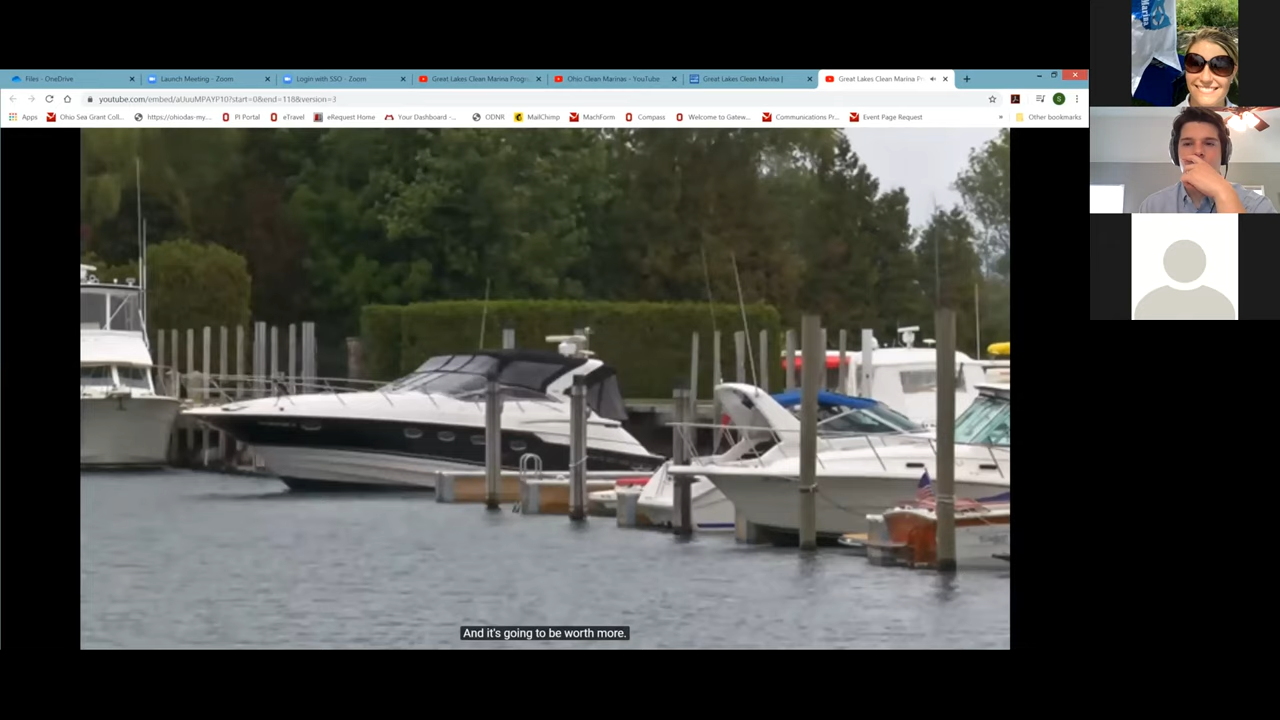 Files - OneDrive
Launch Meeting - Zoom
Login with SSO - Zoom
Great Lakes Clean Marina Progr
Ohio Clean Marinas - YouTube
Great Lakes Clean Marina |
Great Lakes Clean Marina Pr
youtube.com/embed/aUuuMPAYP10?start=0&end=118&version=3
Apps
Ohio Sea Grant Coll...
https://ohiodas-my...
PI Portal
eTravel
eRequest Home
Your Dashboard -...
ODNR
MailChimp
MachForm
Compass
Welcome to Gatew...
Communications Pr...
Event Page Request
»
Other bookmarks
S
Marina
And it's going to be worth more.